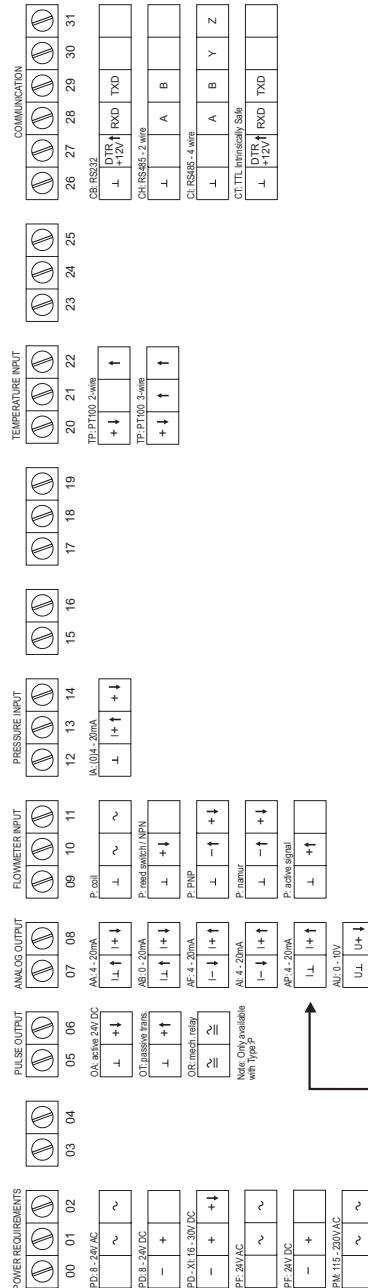 POWER REQUIREMENTS
00 01 02
PD: 8 - 24V AC
~ ~
PD: 8 - 24V DC
– +
PD - XI: 16 - 30V DC
– + +
PF: 24V AC
~ ~
PF: 24V DC
– +
PM: 115 - 230V AC
~ ~
03 04
PULSE OUTPUT
05 06
OA: active 24V DC
⊥ +
OT: passive trans.
⊥ +
OR: mech. relay
Note: Only available
with Type:P
ANALOG OUTPUT
07 08
AA: 4 - 20mA
I⊥ I+
AB: 0 - 20mA
I⊥ I+
AF: 4 - 20mA
I– I+
AI: 4 - 20mA
I– I+
AP: 4 - 20mA
I⊥ I+
AU: 0 - 10V
U⊥ U+
FLOWMETER INPUT
09 10 11
P: coil
⊥ ~ ~
P: reed switch / NPN
⊥ +
P: PNP
⊥ – +
P: namur
⊥ – +
P: active signal
⊥ +
PRESSURE INPUT
12 13 14
IA: (0)4 - 20mA
⊥ I+ +
15 16
17 18 19
TEMPERATURE INPUT
20 21 22
TP: PT100 2-wire
+
TP: PT100 3-wire
+
23 24 25
COMMUNICATION
26 27 28 29 30 31
CB: RS232
⊥ DTR +12V RXD TXD
CH: RS485 - 2 wire
⊥ A B
CI: RS485 - 4 wire
⊥ A B Y Z
CT: TTL Intrinsically Safe
⊥ DTR +12V RXD TXD